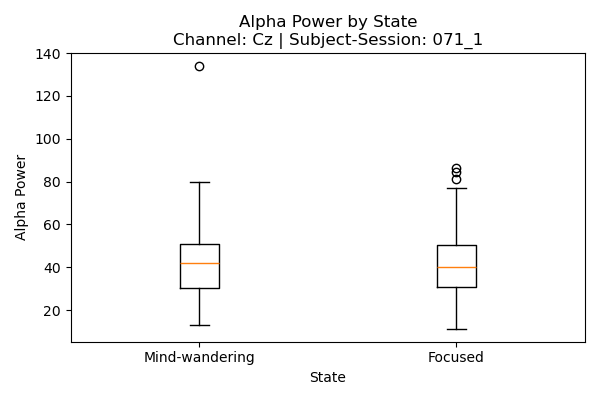 Alpha Power by State
Channel: Cz | Subject-Session: 071_1
140
120
100
80
60
40
20
Alpha Power
Mind-wandering
Focused
State